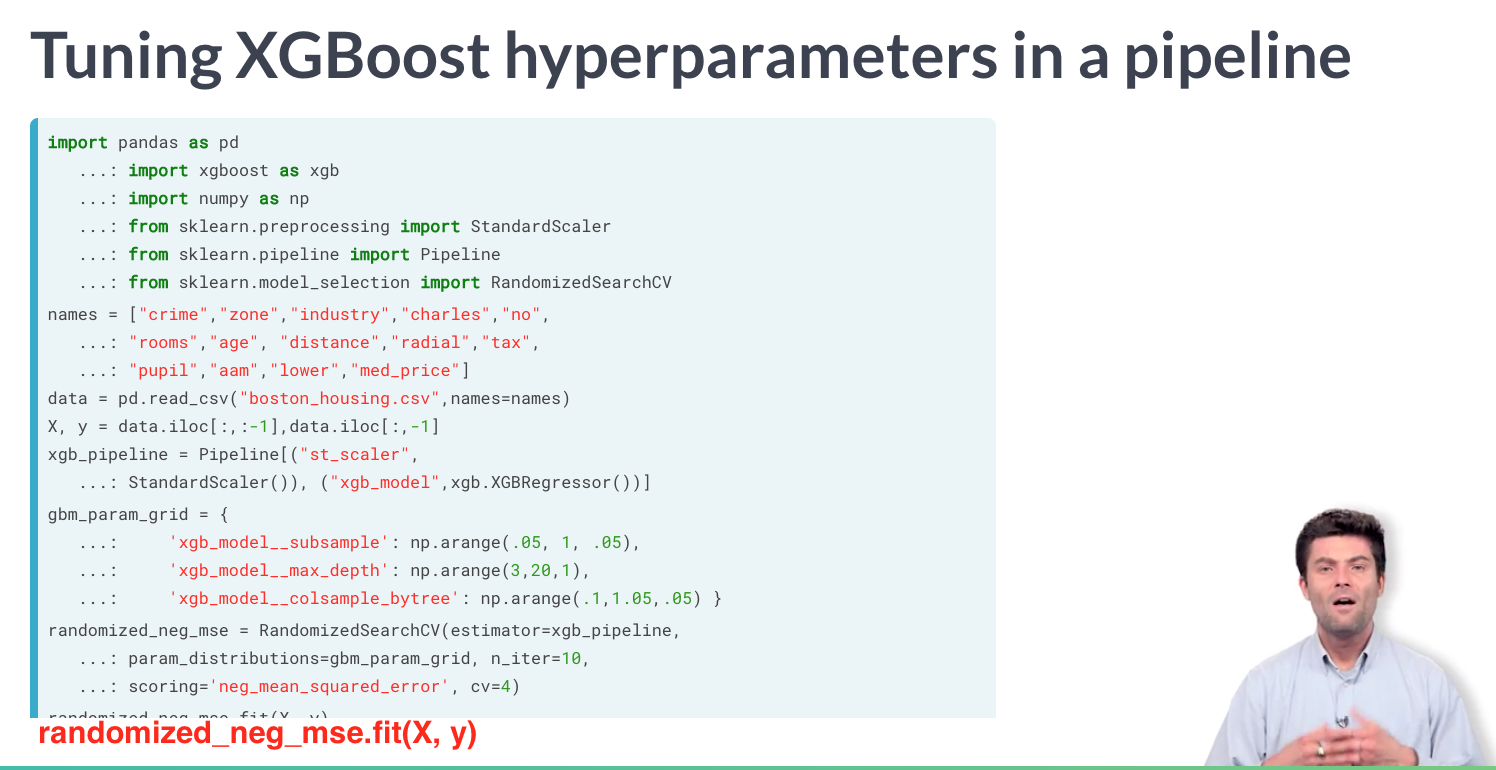 Tuning XGBoost hyperparameters in a pipeline
import pandas as pd
   ...: import xgboost as xgb
   ...: import numpy as np
   ...: from sklearn.preprocessing import StandardScaler
   ...: from sklearn.pipeline import Pipeline
   ...: from sklearn.model_selection import RandomizedSearchCV
names = ["crime","zone","industry","charles","no",
   ...: "rooms","age", "distance","radial","tax",
   ...: "pupil","aam","lower","med_price"]
data = pd.read_csv("boston_housing.csv",names=names)
X, y = data.iloc[:,:-1],data.iloc[:,-1]
xgb_pipeline = Pipeline[("st_scaler",
   ...: StandardScaler()), ("xgb_model",xgb.XGBRegressor())]
gbm_param_grid = {
   ...:     'xgb_model__subsample': np.arange(.05, 1, .05),
   ...:     'xgb_model__max_depth': np.arange(3,20,1),
   ...:     'xgb_model__colsample_bytree': np.arange(.1,1.05,.05) }
randomized_neg_mse = RandomizedSearchCV(estimator=xgb_pipeline,
   ...: param_distributions=gbm_param_grid, n_iter=10,
   ...: scoring='neg_mean_squared_error', cv=4)
randomized_neg_mse.fit(X, y)
randomized_neg_mse.fit(X, y)